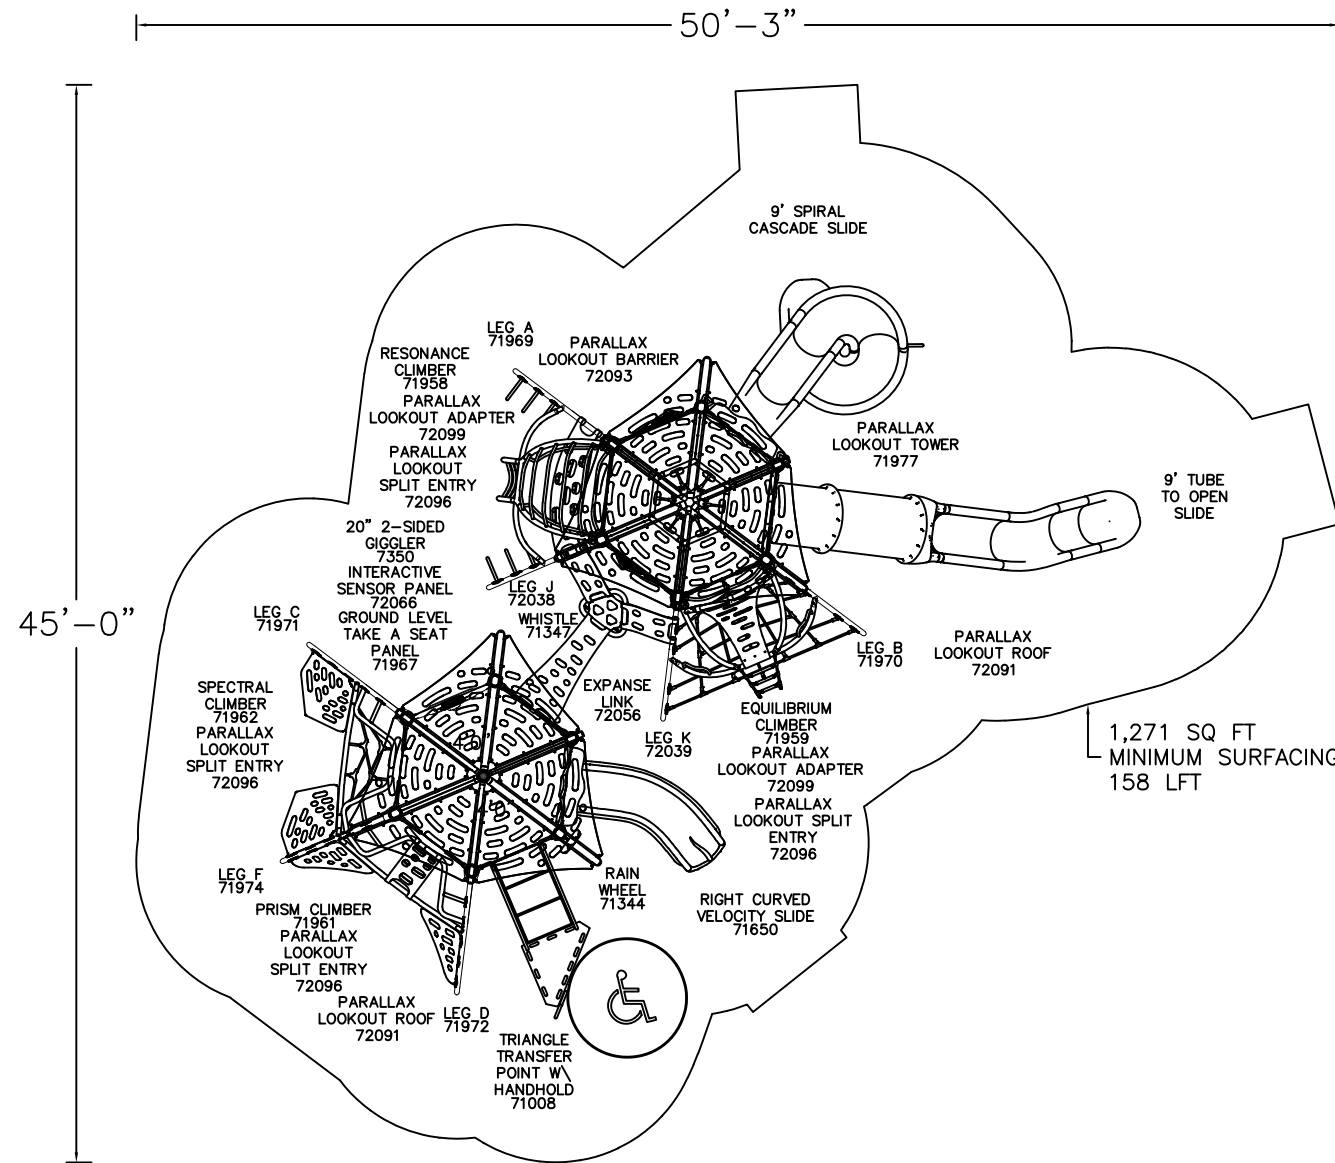 50'-3"
45'-0"
9' SPIRAL
CASCADE SLIDE
LEG A
71969
RESONANCE
CLIMBER
71958
PARALLAX
LOOKOUT ADAPTER
72099
PARALLAX
LOOKOUT
SPLIT ENTRY
72096
PARALLAX
LOOKOUT BARRIER
72093
PARALLAX
LOOKOUT TOWER
71977
9' TUBE
TO OPEN
SLIDE
20" 2-SIDED
GIGGLER
7350
INTERACTIVE
SENSOR PANEL
72066
GROUND LEVEL
TAKE A SEAT
PANEL
71967
LEG J
72038
WHISTLE
71347
LEG C
71971
LEG B
71970
PARALLAX
LOOKOUT ROOF
72091
SPECTRAL
CLIMBER
71962
PARALLAX
LOOKOUT
SPLIT ENTRY
72096
EXPANSE
LINK
72056
LEG K
72039
EQUILIBRIUM
CLIMBER
71959
PARALLAX
LOOKOUT ADAPTER
72099
PARALLAX
LOOKOUT SPLIT
ENTRY
72096
1,271 SQ FT
MINIMUM SURFACING
158 LFT
LEG F
71974
PRISM CLIMBER
71961
PARALLAX
LOOKOUT
SPLIT ENTRY
72096
PARALLAX
LOOKOUT ROOF
72091
LEG D
71972
RAIN
WHEEL
71344
RIGHT CURVED
VELOCITY SLIDE
71650
TRIANGLE
TRANSFER
POINT W\
HANDHOLD
71008